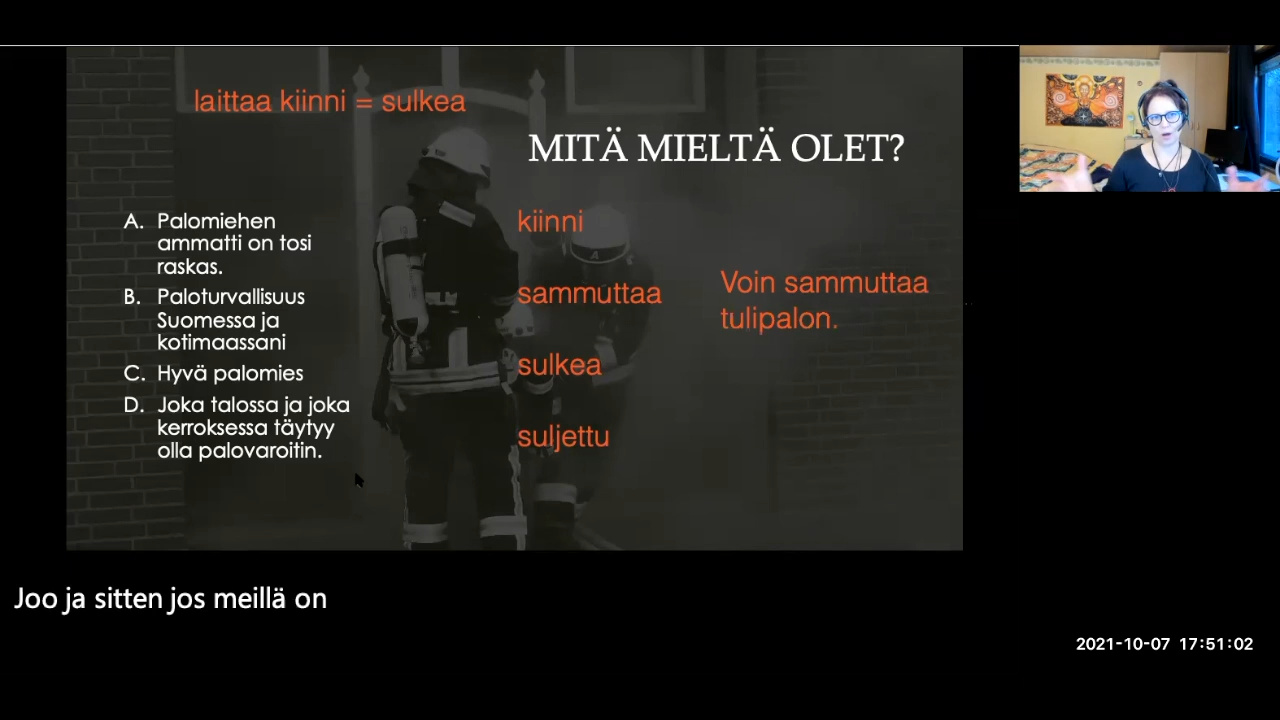 laittaa kiinni = sulkea
MITÄ MIELTÄ OLET?
A. Palomiehen
ammatti on tosi
raskas.
B. Paloturvallisuus
Suomessa ja
kotimaassani
C. Hyvä palomies
D. Joka talossa ja joka
kerroksessa täytyy
olla palovaroitin.
kiinni
sammuttaa
sulkea
suljettu
Voin sammuttaa
tulipalon.
A
Joo ja sitten jos meillä on
2021-10-07 17:51:02